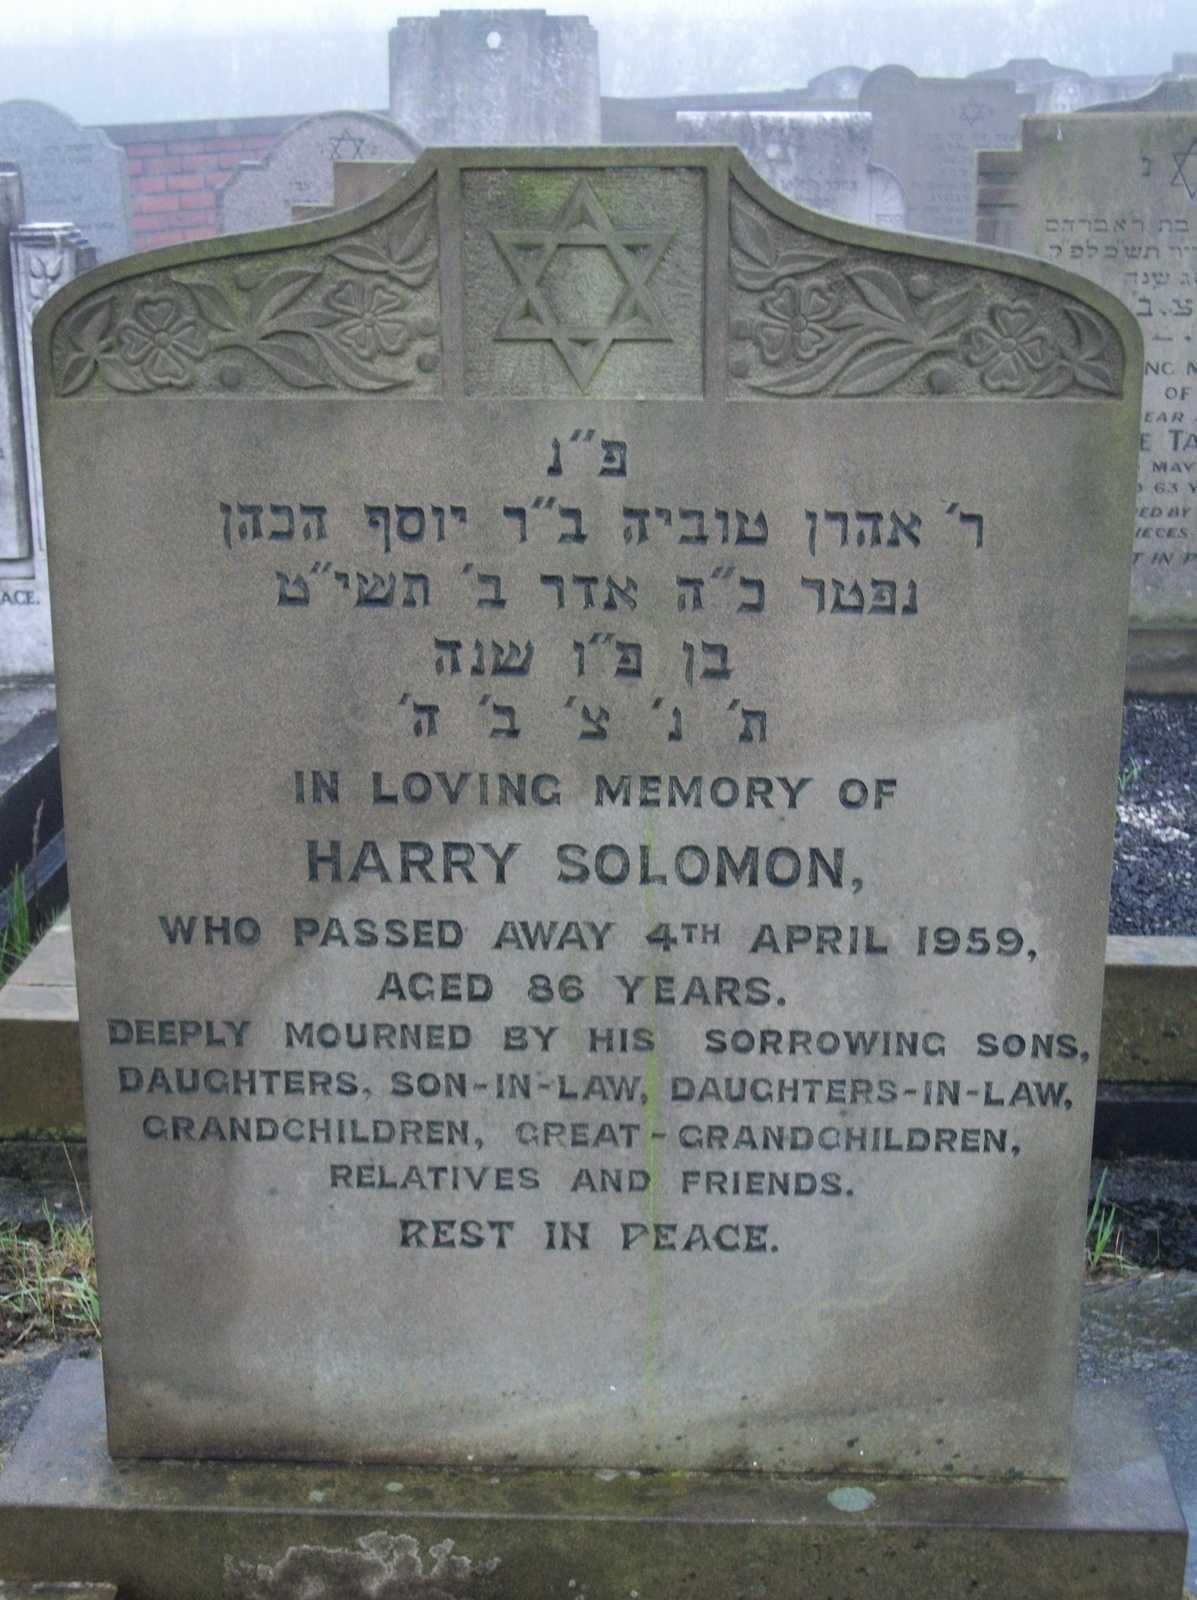 פ״נ
ר׳ אהרן טוביה ב״ר יוסף הכהן
נפטר כ״ה אדר ב׳ תשי״ט
בן פ״ו שנה
ת׳ נ׳ צ׳ ב׳ ה׳
IN LOVING MEMORY OF
HARRY SOLOMON,
WHO PASSED AWAY 4TH APRIL 1959,
AGED 86 YEARS.
DEEPLY MOURNED BY HIS SORROWING SONS,
DAUGHTERS, SON-IN-LAW, DAUGHTERS-IN-LAW,
GRANDCHILDREN, GREAT-GRANDCHILDREN,
RELATIVES AND FRIENDS.
REST IN PEACE.